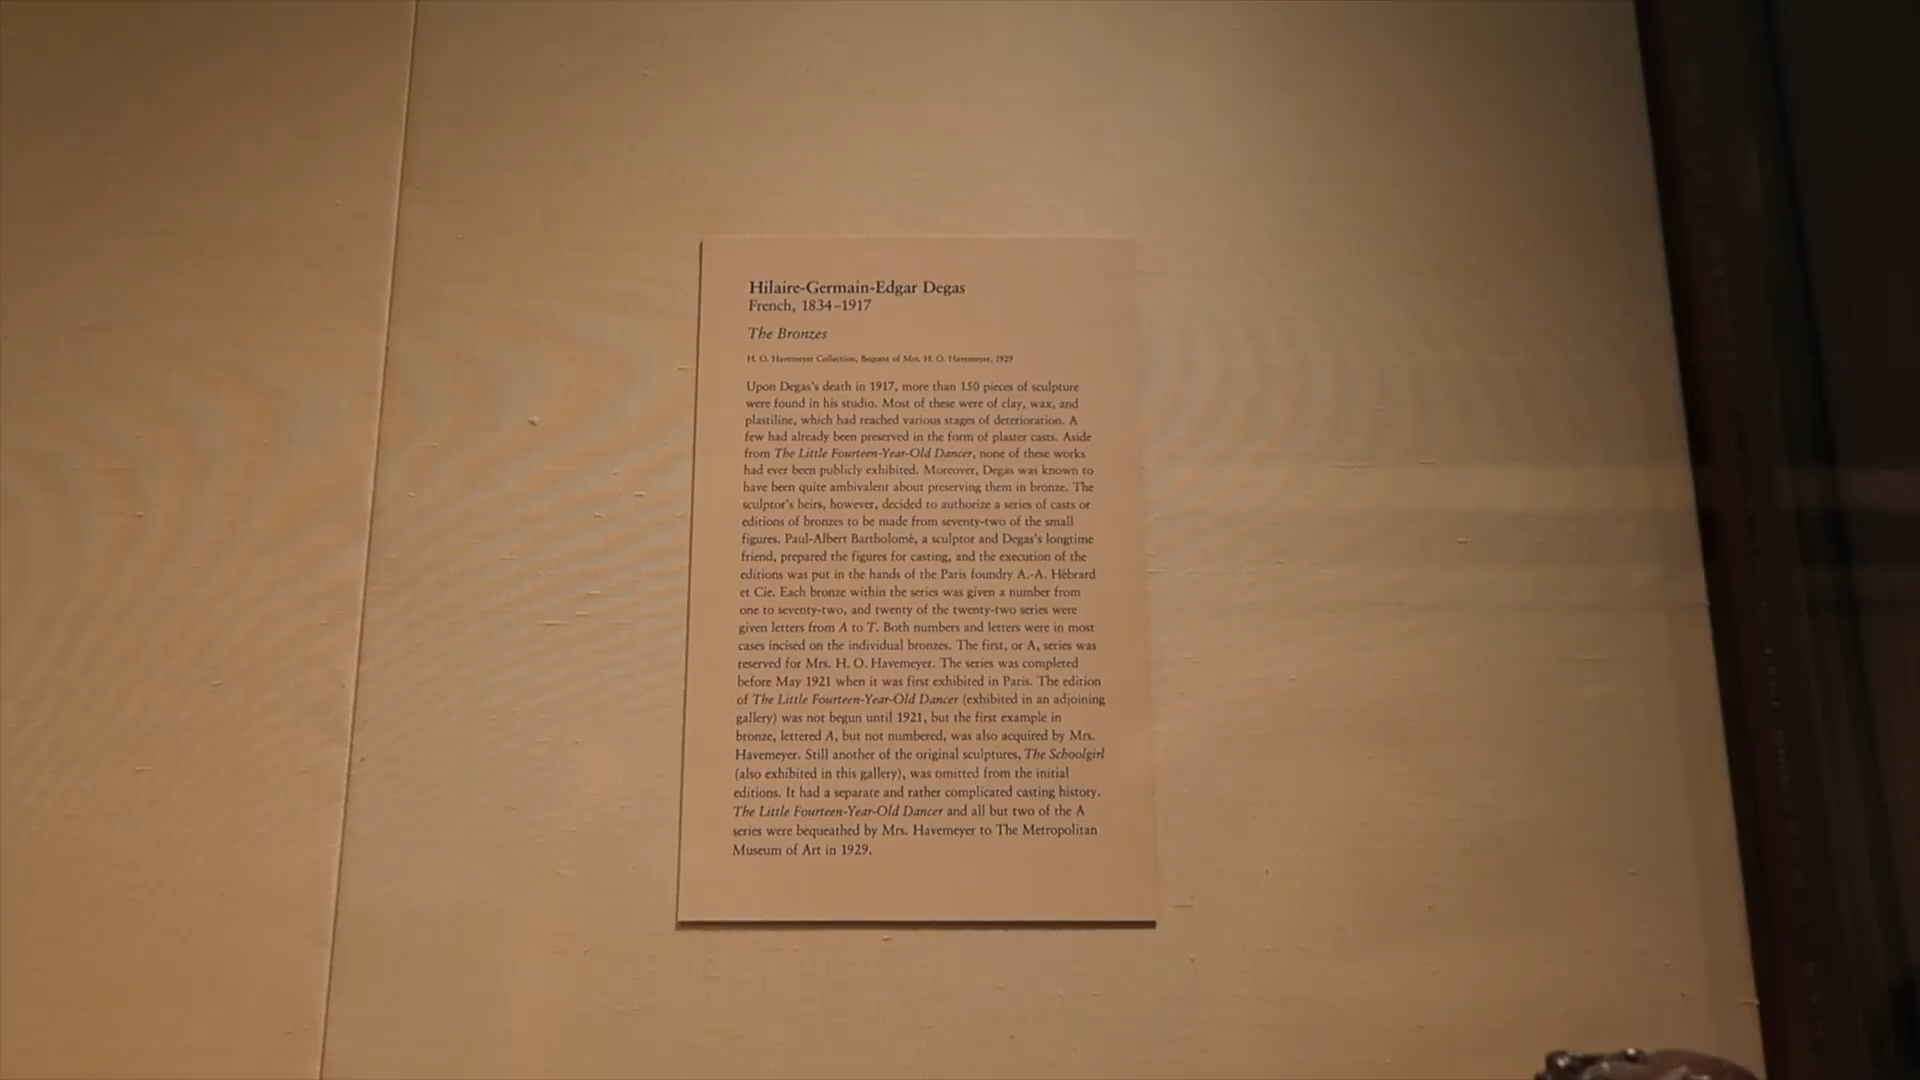 Hilaire-Germain-Edgar Degas
French, 1834–1917
The Bronzes
H. O. Havemeyer Collection, Bequest of Mrs. H. O. Havemeyer, 1929
Upon Degas's death in 1917, more than 150 pieces of sculpture
were found in his studio. Most of these were of clay, wax, and
plastiline, which had reached various stages of deterioration. A
few had already been preserved in the form of plaster casts. Aside
from The Little Fourteen-Year-Old Dancer, none of these works
had ever been publicly exhibited. Moreover, Degas was known to
have been quite ambivalent about preserving them in bronze. The
sculptor's heirs, however, decided to authorize a series of casts or
editions of bronzes to be made from seventy-two of the small
figures. Paul-Albert Bartholomé, a sculptor and Degas's longtime
friend, prepared the figures for casting, and the execution of the
editions was put in the hands of the Paris foundry A.-A. Hébrard
et Cie. Each bronze within the series was given a number from
one to seventy-two, and twenty of the twenty-two series were
given letters from A to T. Both numbers and letters were in most
cases incised on the individual bronzes. The first, or A, series was
reserved for Mrs. H. O. Havemeyer. The series was completed
before May 1921 when it was first exhibited in Paris. The edition
of The Little Fourteen-Year-Old Dancer (exhibited in an adjoining
gallery) was not begun until 1921, but the first example in
bronze, lettered A, but not numbered, was also acquired by Mrs.
Havemeyer. Still another of the original sculptures, The Schoolgirl
(also exhibited in this gallery), was omitted from the initial
editions. It had a separate and rather complicated casting history.
The Little Fourteen-Year-Old Dancer and all but two of the A
series were bequeathed by Mrs. Havemeyer to The Metropolitan
Museum of Art in 1929.